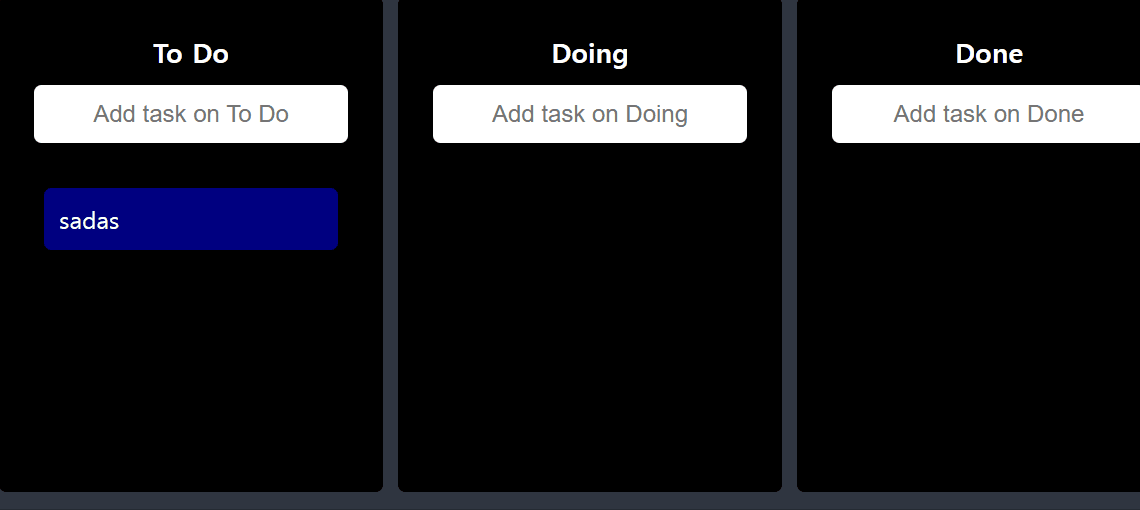 To Do
Add task on To Do
sadas
Doing
Add task on Doing
Done
Add task on Done